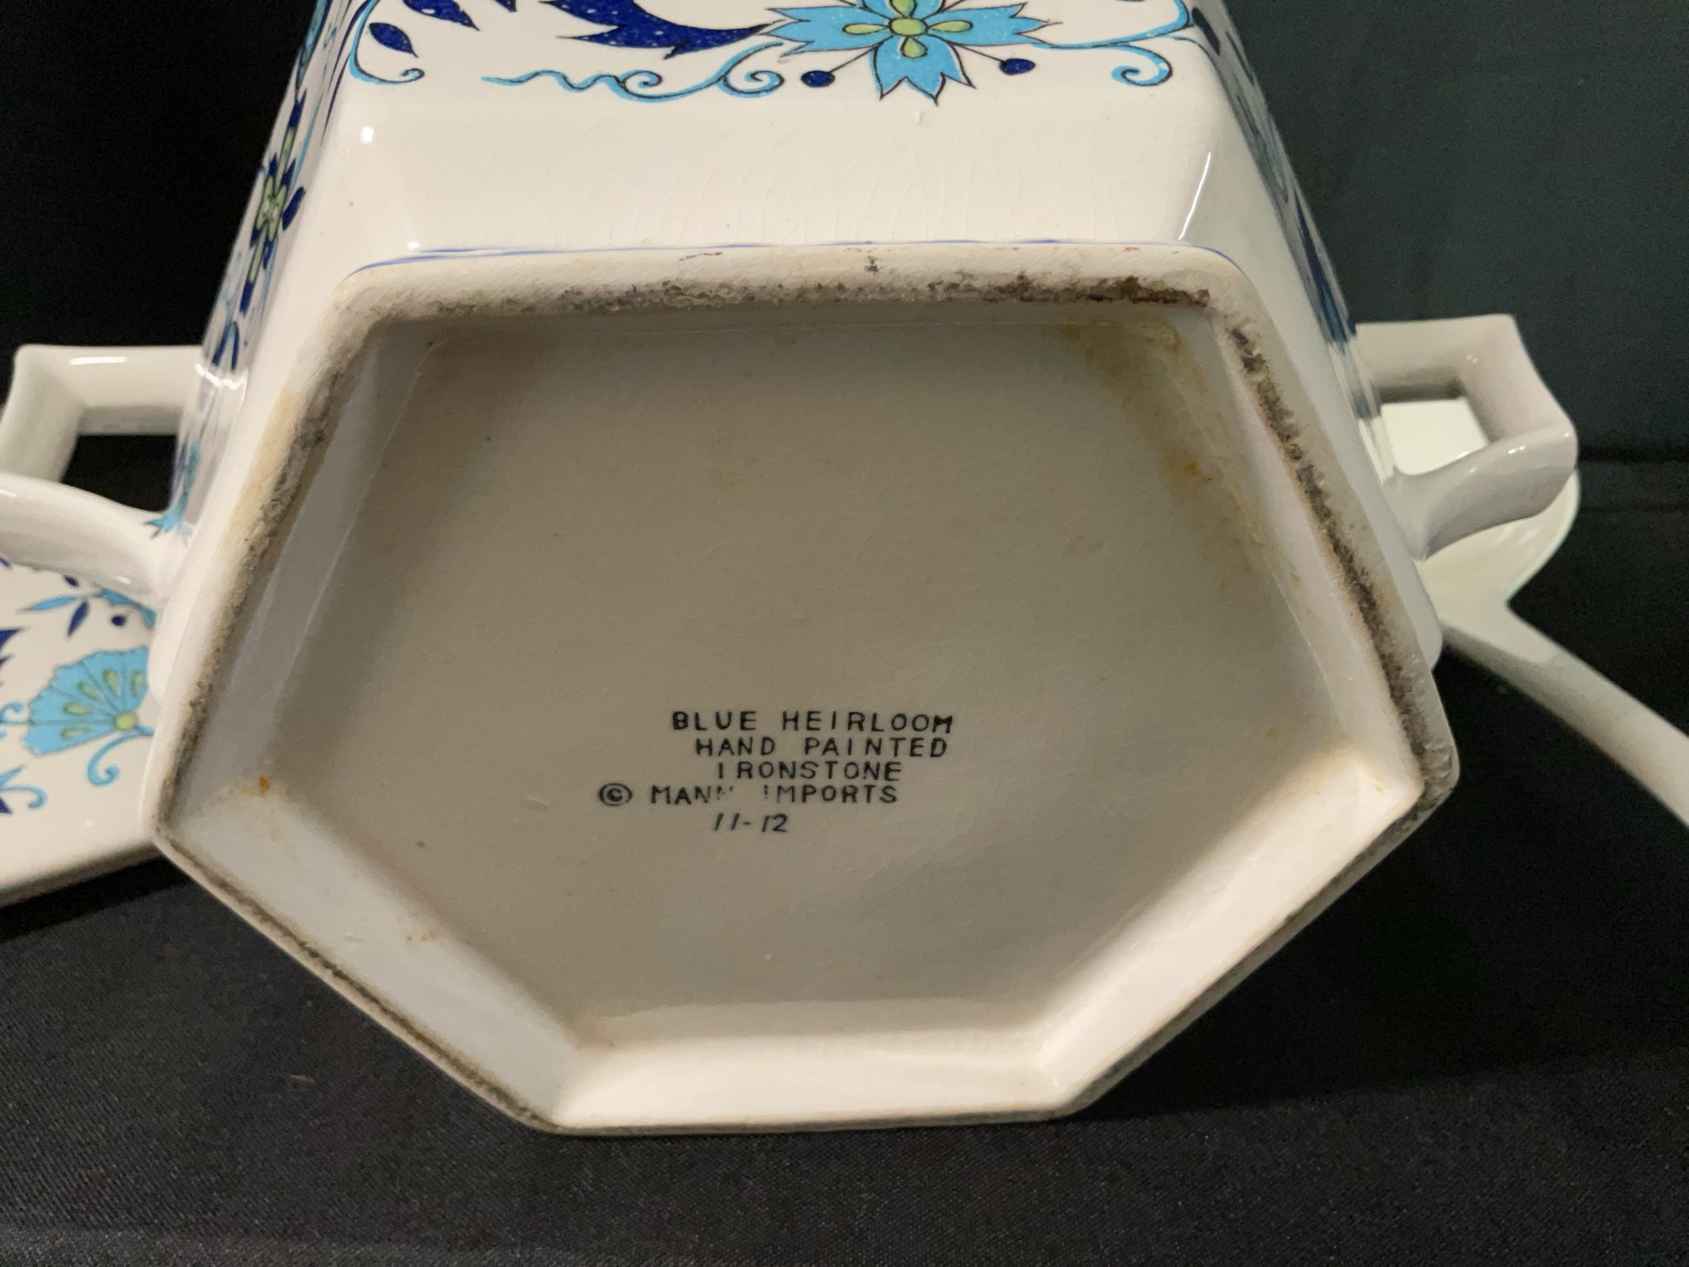 BLUE HEIRLOOM
HAND PAINTED
IRONSTONE
© MANN IMPORTS
11-12